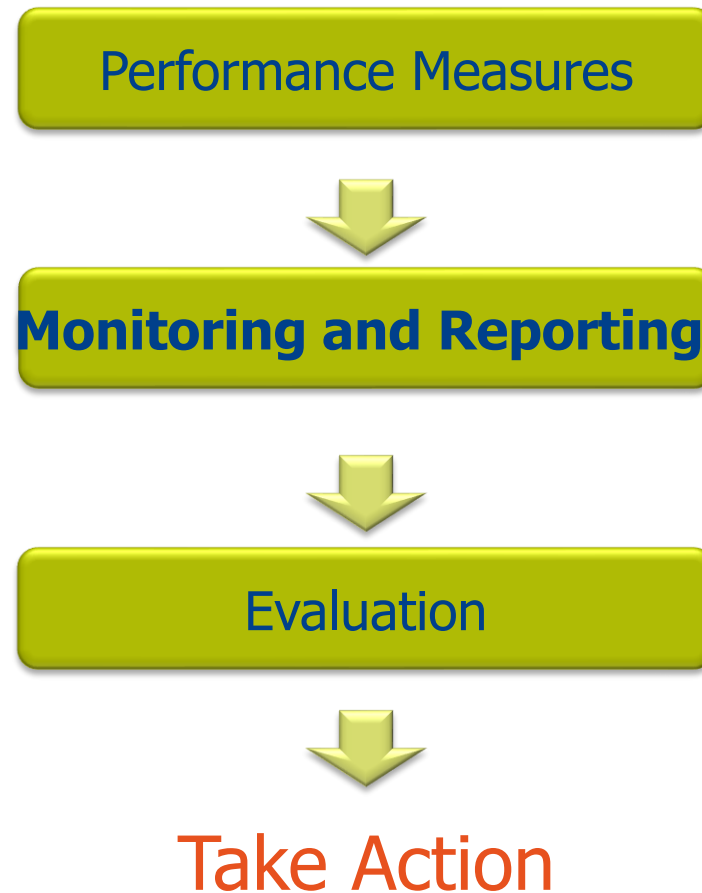 Performance Measures
Monitoring and Reporting
Evaluation
Take Action